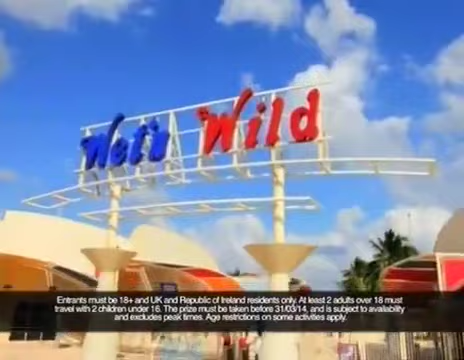 Wet'n Wild
Entrants must be 18+ and UK and Republic of Ireland residents only. At least 2 adults over 18 must
travel with 2 children under 16. The prize must be taken before 31/03/14, and is subject to availability
and excludes peak times. Age restrictions on some activities apply.